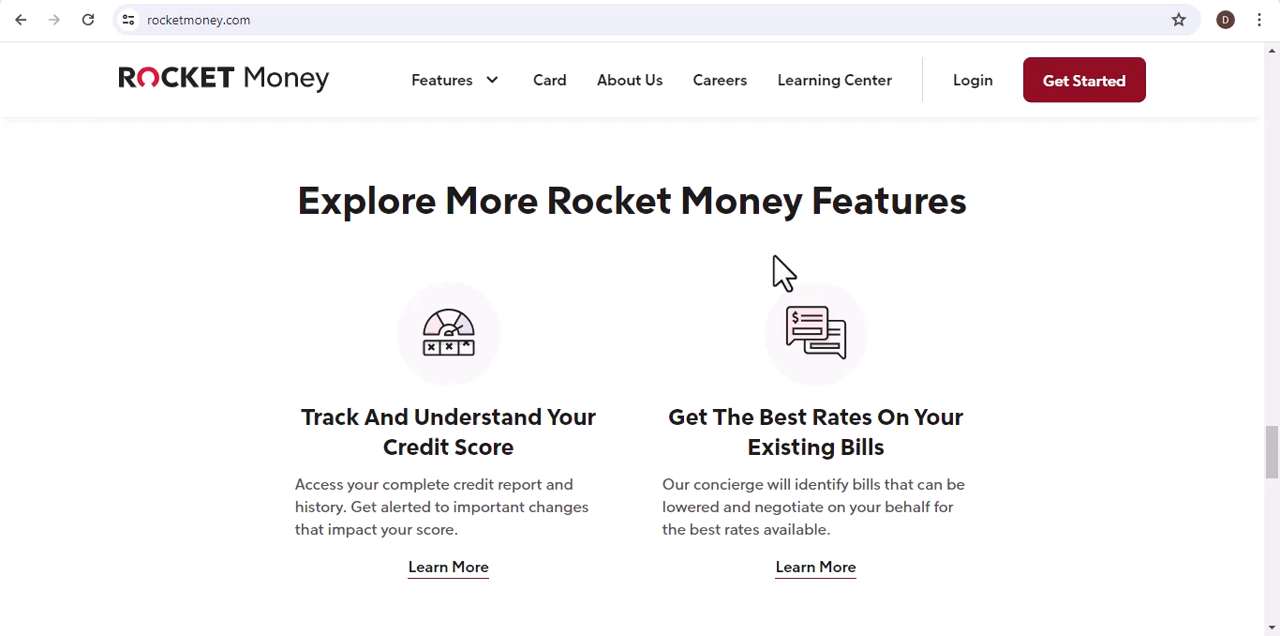 rocketmoney.com
D
ROCKET Money
Features
Card
About Us
Careers
Learning Center
Login
Get Started
Explore More Rocket Money Features
$
Track And Understand Your
Credit Score
Access your complete credit report and
history. Get alerted to important changes
that impact your score.
Learn More
Get The Best Rates On Your
Existing Bills
Our concierge will identify bills that can be
lowered and negotiate on your behalf for
the best rates available.
Learn More